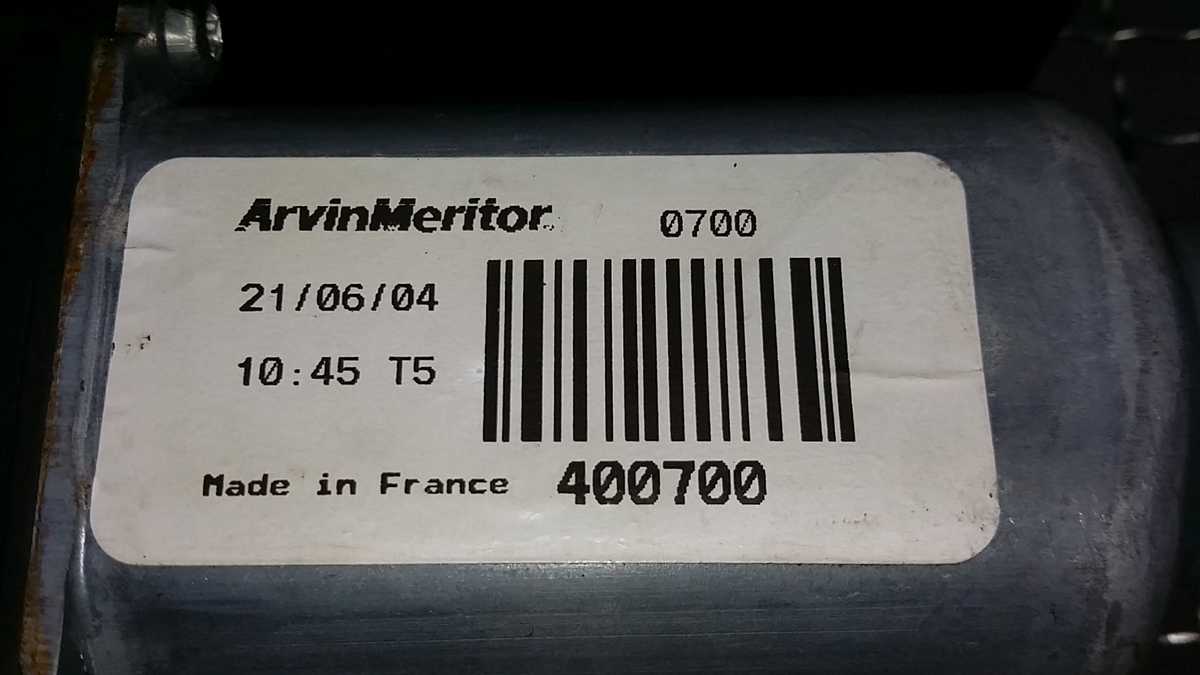 ArvinMeritor 0700
21/06/04
10:45 T5
Made in France 400700